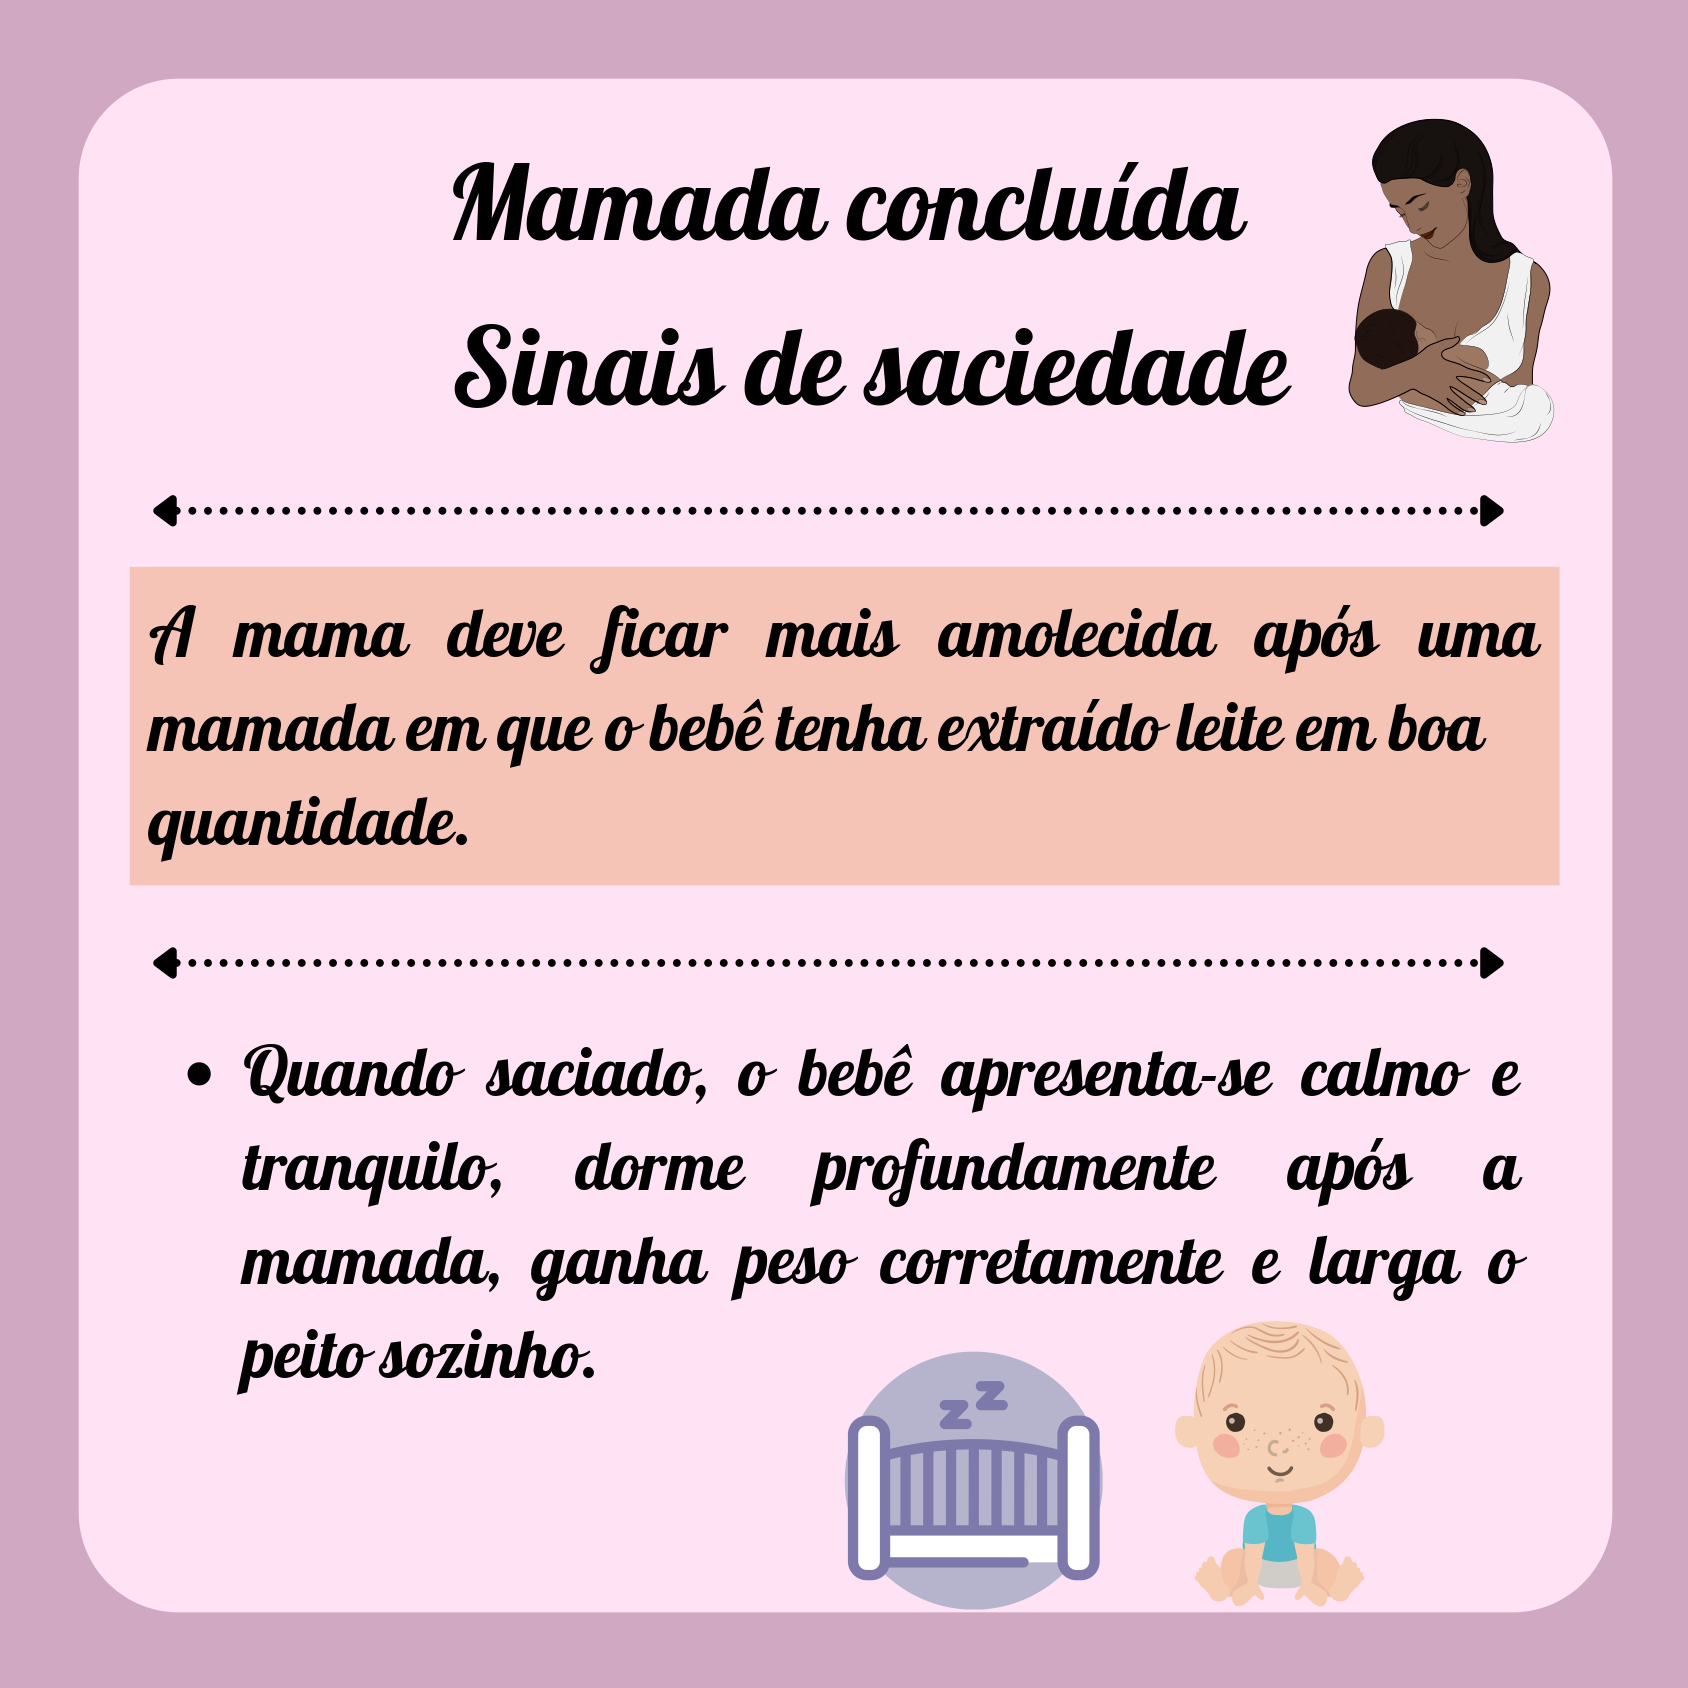 Mamada concluída
Sinais de saciedade
A mama deve ficar mais amolecida após uma
mamada em que o bebê tenha extraído leite em boa
quantidade.
• Quando saciado, o bebê apresenta-se calmo e
tranquilo, dorme profundamente após a
mamada, ganha peso corretamente e larga o
peito sozinho.
z z